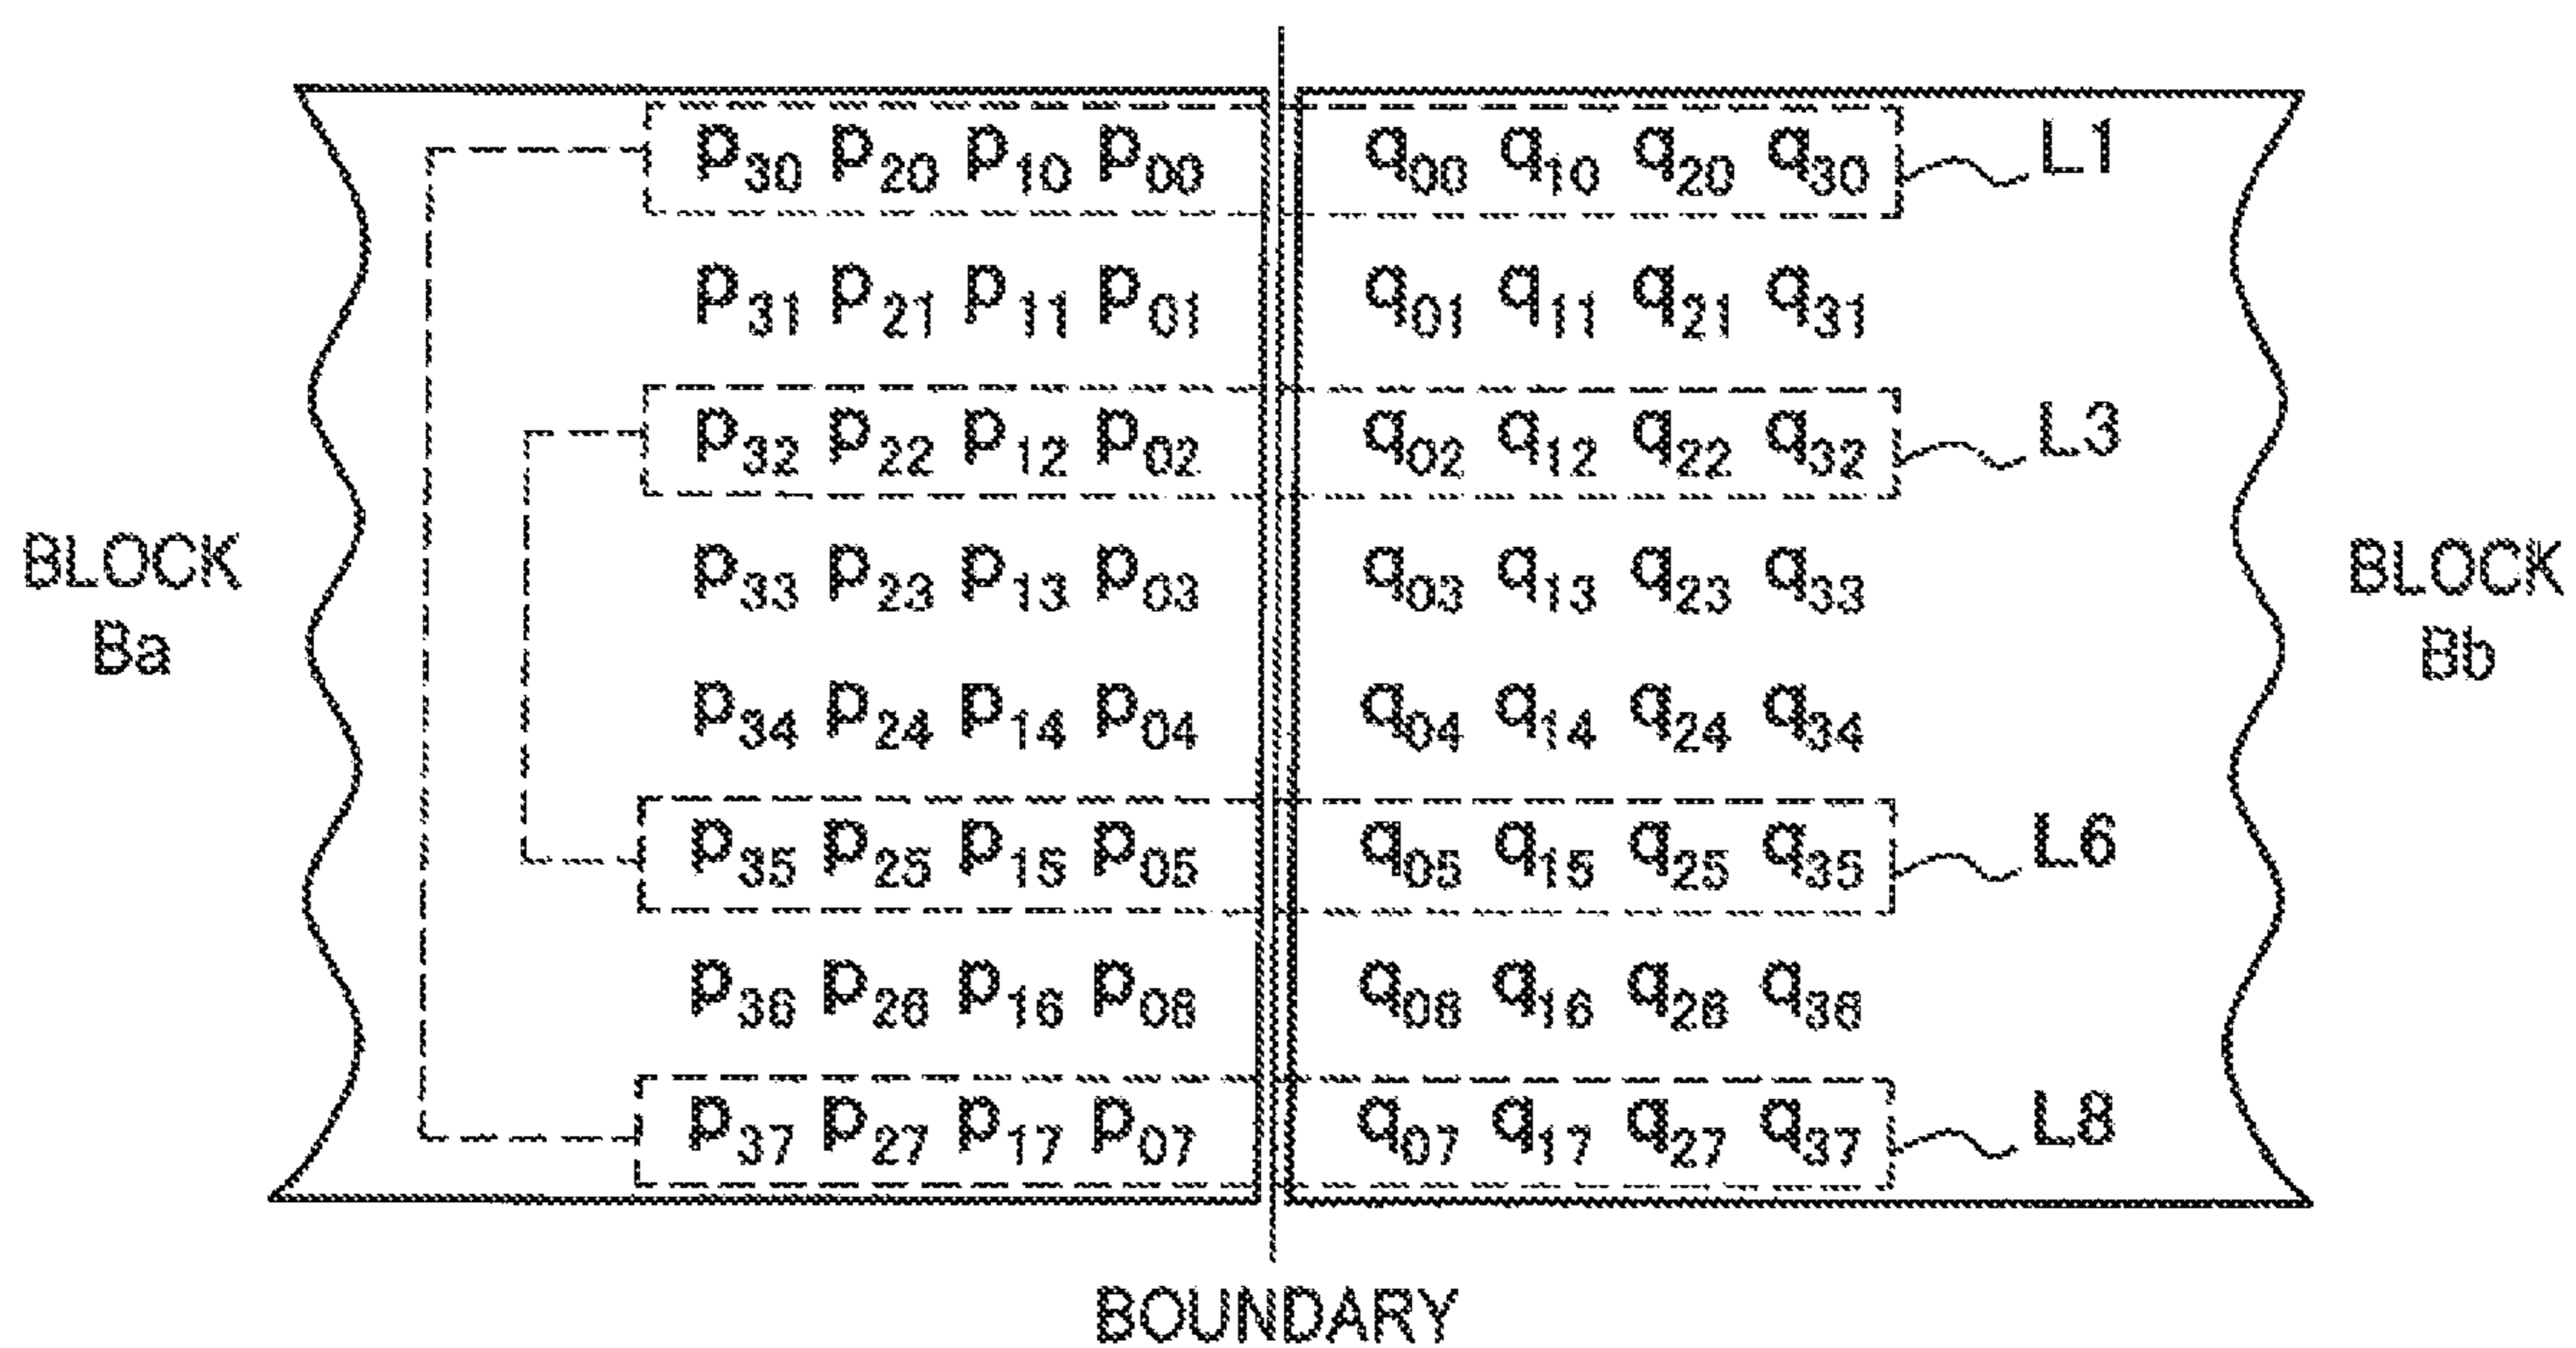 p30 p20 p10 p00 q00 q10 q20 q30 L1
p31 p21 p11 p01 q01 q11 q21 q31
p32 p22 p12 p02 q02 q12 q22 q32 L3
p33 p23 p13 p03 q03 q13 q23 q33
BLOCK
Ba
BLOCK
Bb
p34 p24 p14 p04 q04 q14 q24 q34
p35 p25 p15 p05 q05 q15 q25 q35 L6
p36 p26 p16 p06 q06 q16 q26 q36
p37 p27 p17 p07 q07 q17 q27 q37 L8
BOUNDARY